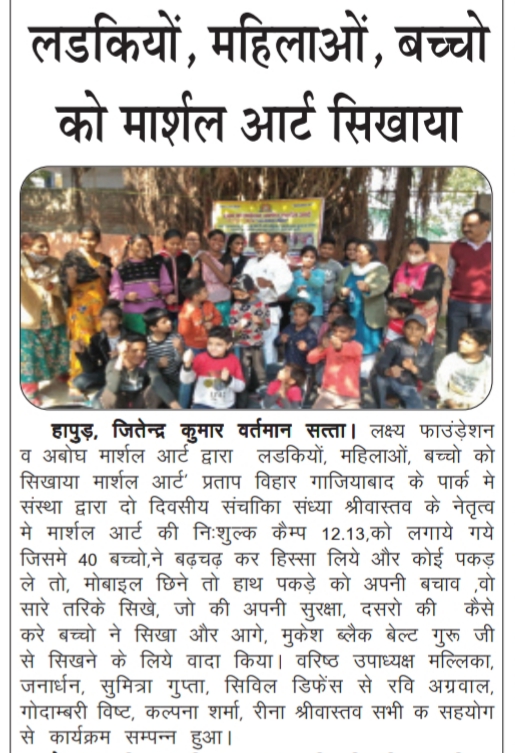 लडकियों, महिलाओं, बच्चो
को मार्शल आर्ट सिखाया
हापुड़, जितेन्द्र कुमार वर्तमान सत्ता। लक्ष्य फाउंड़ेशन
व अबोघ मार्शल आर्ट द्वारा लडकियों, महिलाओं, बच्चो को
सिखाया मार्शल आर्ट' प्रताप विहार गाजियाबाद के पार्क मे
संस्था द्वारा दो दिवसीय संचाकिा संध्या श्रीवास्तव के नेतृत्व
मे मार्शल आर्ट की निःशुल्क कैम्प 12.13,को लगाये गये
जिसमे 40 बच्चो,ने बढ़चढ़ कर हिस्सा लिये और कोई पकड़
ले तो, मोबाइल छिने तो हाथ पकड़े को अपनी बचाव ,वो
सारे तरिके सिखे, जो की अपनी सुरक्षा, दसरो की कैसे
करे बच्चो ने सिखा और आगे, मुकेश ब्लैक बेल्ट गुरू जी
से सिखने के लिये वादा किया। वरिष्ठ उपाध्यक्ष मल्लिका,
जनार्धन, सुमित्रा गुप्ता, सिविल डिफेंस से रवि अग्रवाल,
गोदाम्बरी विष्ट, कल्पना शर्मा, रीना श्रीवास्तव सभी क सहयोग
से कार्यक्रम सम्पन्न हुआ।